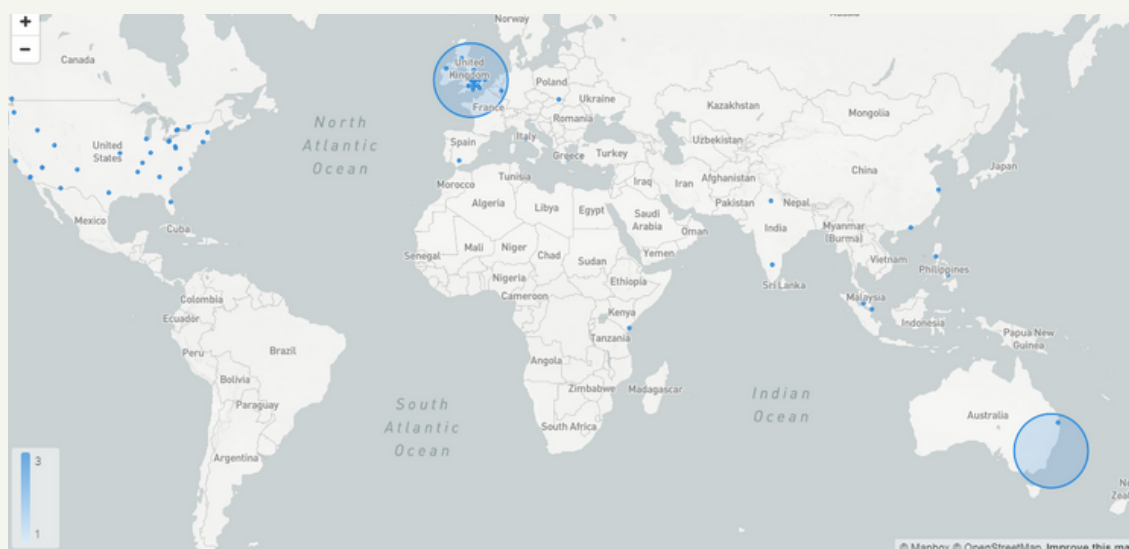 +
−
Norway
Canada
United
Kingdom
Poland
Ukraine
France
Kazakhstan
Mongolia
Romania
North
Atlantic
Ocean
United
States
Spain
Italy
Greece
Turkey
Uzbekistan
Japan
Tunisia
Morocco
Iraq
Iran
Afghanistan
China
Algeria
Libya
Egypt
Pakistan
Nepal
Mexico
Cuba
Saudi
Arabia
Oman
India
Myanmar
(Burma)
Senegal
Mali
Niger
Chad
Sudan
Yemen
Vietnam
Philippines
Nigeria
Ethiopia
Sri Lanka
Cameroon
Malaysia
Colombia
Ecuador
Kenya
Indonesia
Tanzania
Papua New
Guinea
Peru
Brazil
Angola
Bolivia
Zimbabwe
Madagascar
Indian
Ocean
Paraguay
South
Atlantic
Ocean
Australia
South Africa
Argentina
3
1
© Mapbox © OpenStreetMap Improve this ma